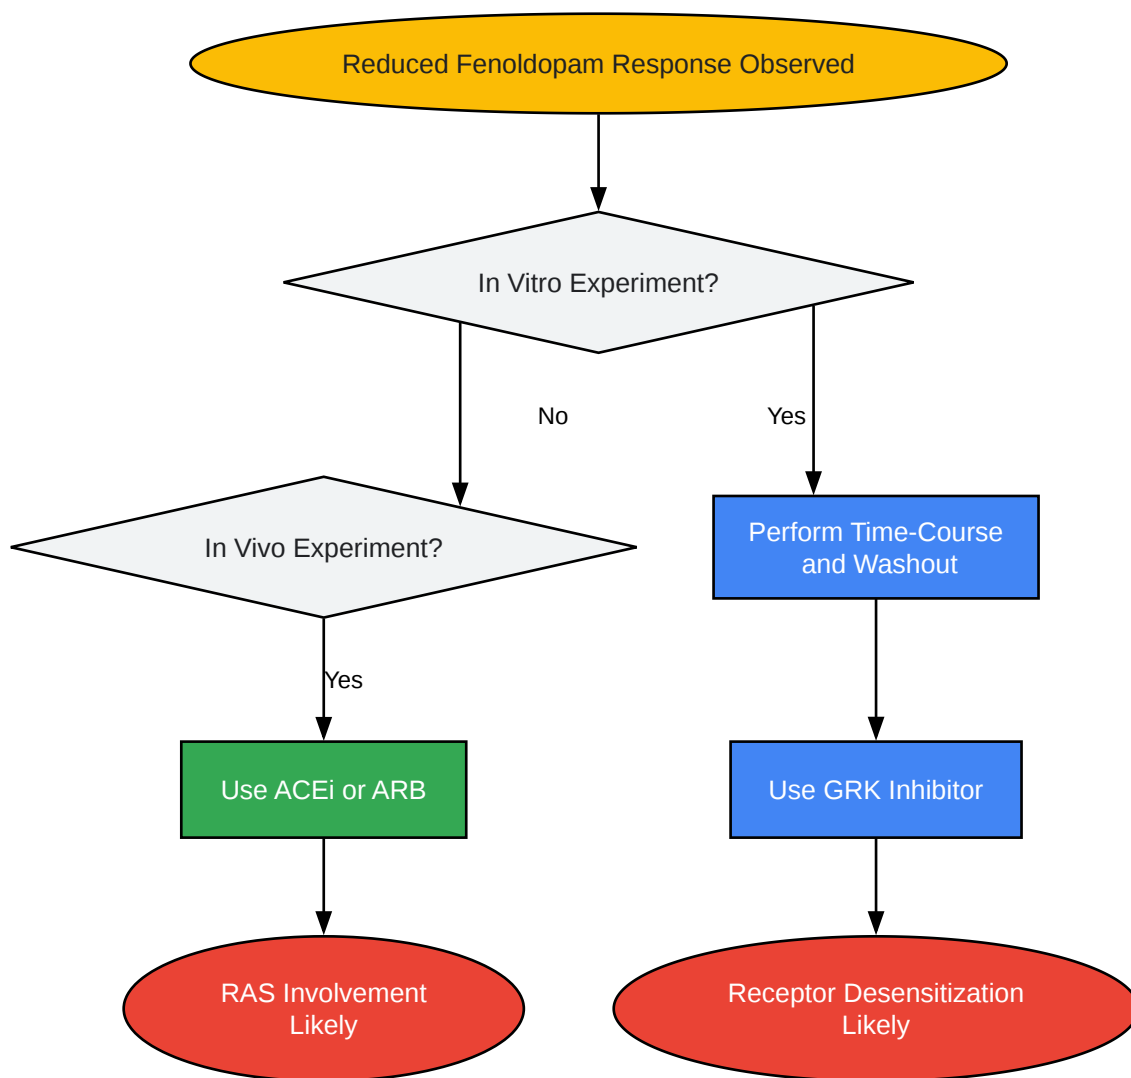 Reduced Fenoldopam Response Observed
In Vitro Experiment?
No
Yes
In Vivo Experiment?
Perform Time-Course
and Washout
Yes
Use ACEi or ARB
Use GRK Inhibitor
RAS Involvement
Likely
Receptor Desensitization
Likely